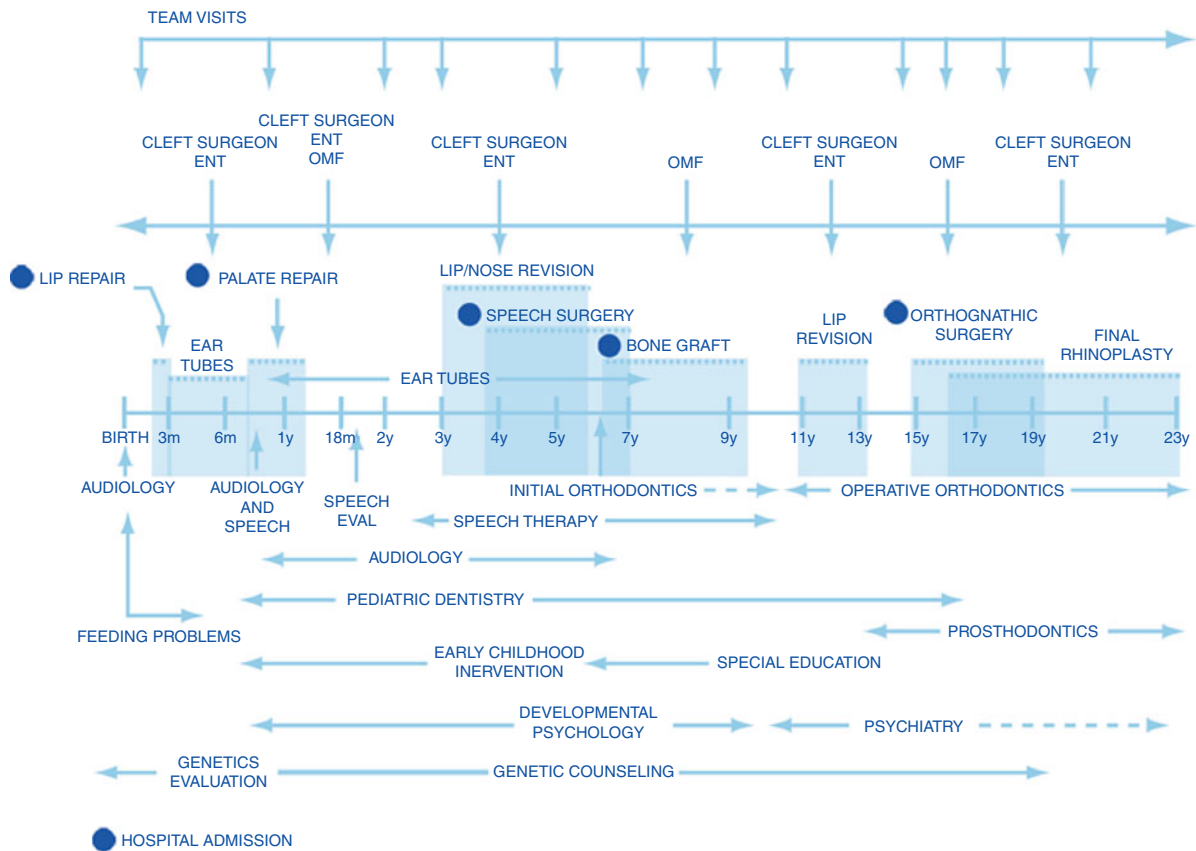 TEAM VISITS
CLEFT SURGEON
ENT
CLEFT SURGEON
ENT
OMF
CLEFT SURGEON
ENT
OMF
CLEFT SURGEON
ENT
OMF
CLEFT SURGEON
ENT
LIP REPAIR
PALATE REPAIR
LIP/NOSE REVISION
SPEECH SURGERY
BONE GRAFT
LIP
REVISION
ORTHOGNATHIC
SURGERY
FINAL
RHINOPLASTY
EAR
TUBES
EAR TUBES
BIRTH 3m 6m 1y 18m 2y 3y 4y 5y 7y 9y 11y 13y 15y 17y 19y 21y 23y
AUDIOLOGY
AUDIOLOGY
AND
SPEECH
SPEECH
EVAL
INITIAL ORTHODONTICS
OPERATIVE ORTHODONTICS
SPEECH THERAPY
AUDIOLOGY
PEDIATRIC DENTISTRY
FEEDING PROBLEMS
PROSTHODONTICS
EARLY CHILDHOOD
INERVENTION
SPECIAL EDUCATION
DEVELOPMENTAL
PSYCHOLOGY
PSYCHIATRY
GENETICS
EVALUATION
GENETIC COUNSELING
HOSPITAL ADMISSION